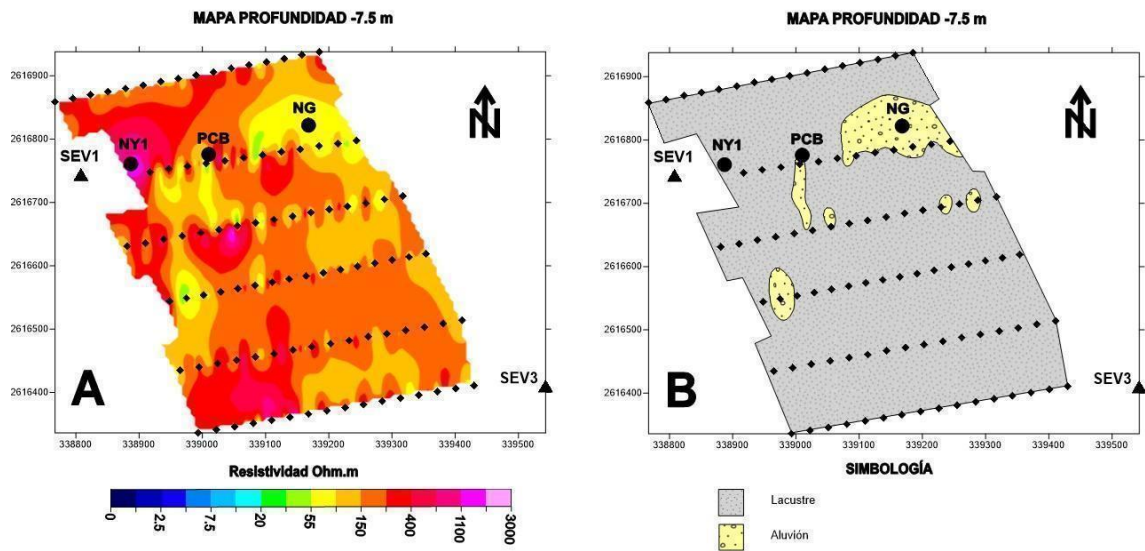 MAPA PROFUNDIDAD -7.5 m
2616900
2616800
2616700
2616600
2616500
2616400
N
NG
PCB
NY1
SEV1
SEV3
A
338800 338900 339000 339100 339200 339300 339400 339500
Resistividad Ohm.m
0 2.5 7.5 20 55 150 400 1100 3000
MAPA PROFUNDIDAD -7.5 m
2616900
2616800
2616700
2616600
2616500
2616400
N
NG
PCB
NY1
SEV1
SEV3
B
338800 338900 339000 339100 339200 339300 339400 339500
SIMBOLOGÍA
Lacustre
Aluvión